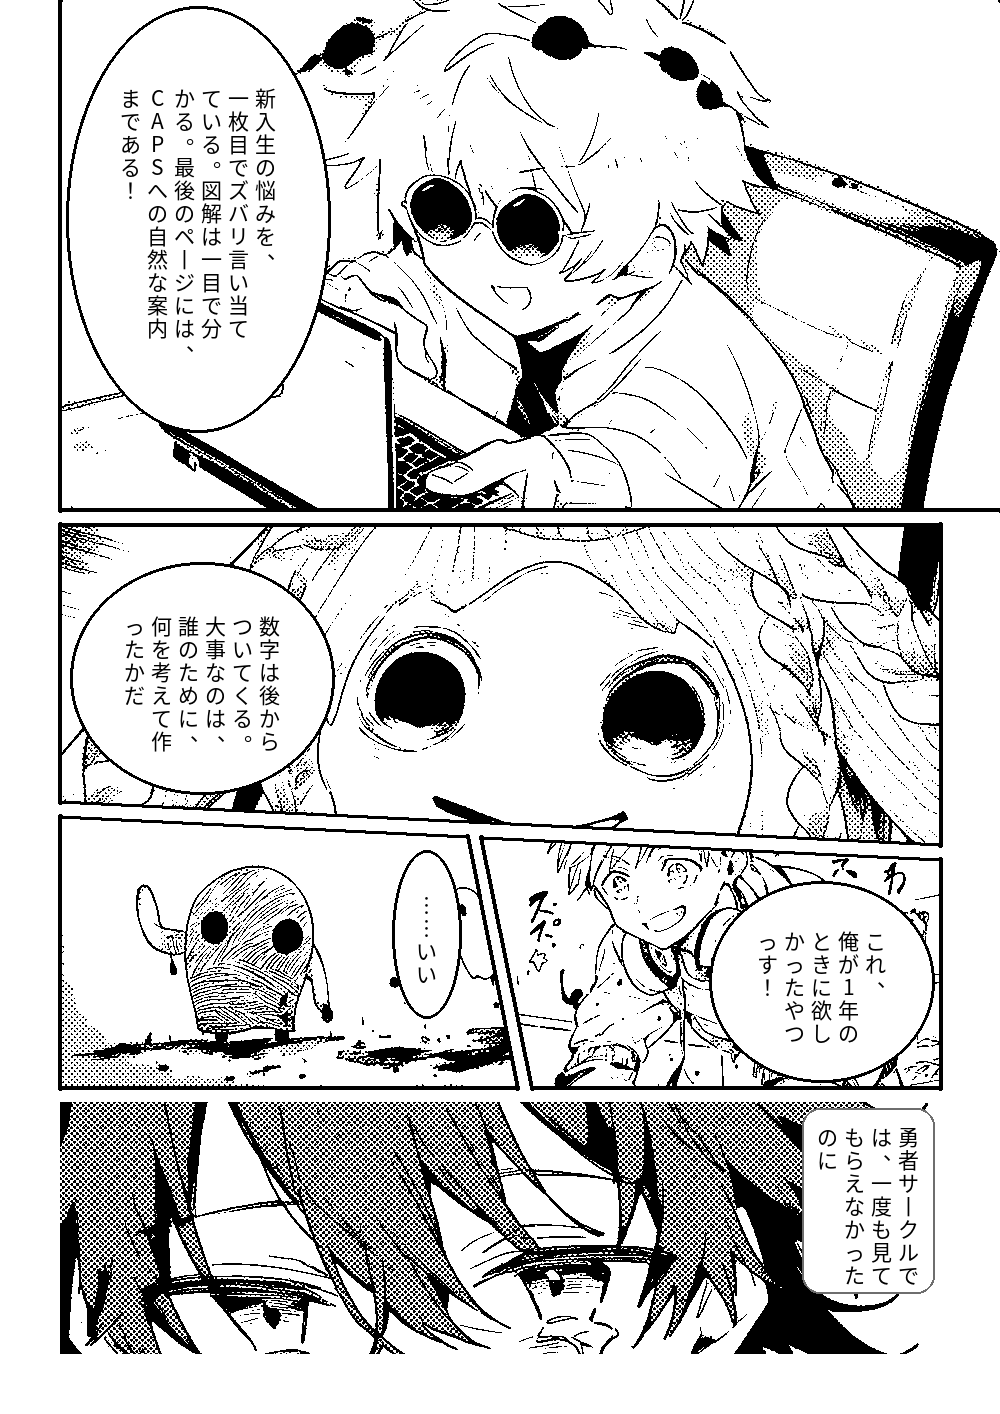 新入生の悩みを、
一枚目でズバリ言い当て
ている。図解は一目で分
かる。最後のページには、
CAPSへの自然な案内
まである！
数字は後から
ついてくる。
大事なのは、
誰のために、
何を考えて作
ったかだ
これ、
俺が1年の
ときに欲し
かったやつ
っす！
……いい
勇者サークルで
は、一度も見て
もらえなかった
のに